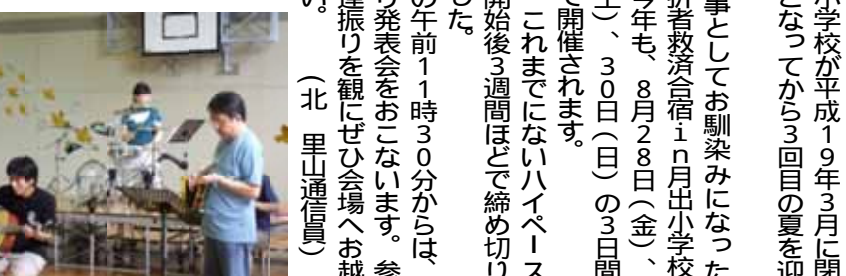 小学校が平成19年3月に閉
となってから3回目の夏を迎
事としてお馴染みになった
折者救済合宿in月出小学校
今年も、8月28日(金)、
土)、30日(日)の3日間
で開催されます。
これまでにないハイペース
開始後3週間ほどで締め切り
した。
の午前11時30分からは、
り発表会をおこないます。参
達振りを観にぜひ会場へお越
い。 (北 里山通信員)